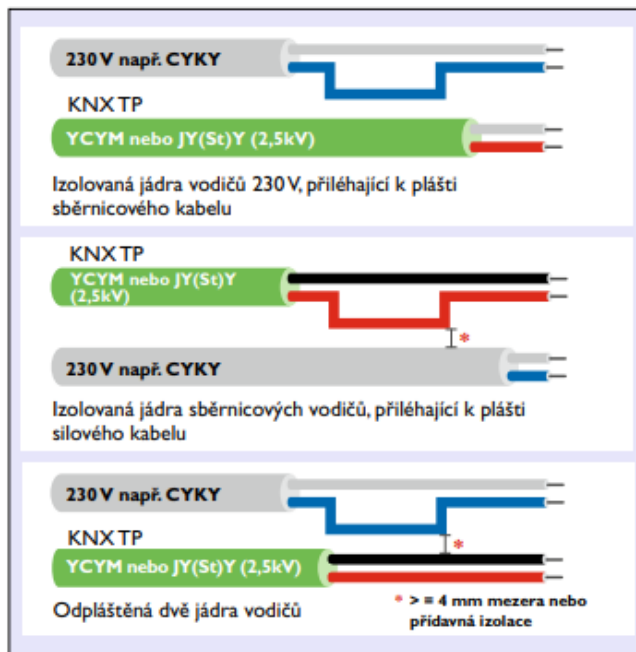 230 V např. CYKY
KNX TP
YCYM nebo JY(St)Y (2,5kV)
Izolovaná jádra vodičů 230 V, přiléhající k plášti
sběrnicového kabelu
KNX TP
YCYM nebo JY(St)Y
(2,5kV)
*
230 V např. CYKY
Izolovaná jádra sběrnicových vodičů, přiléhající k plášti
silového kabelu
230 V např. CYKY
KNX TP
*
YCYM nebo JY(St)Y (2,5kV)
Odpláštěná dvě jádra vodičů
* > = 4 mm mezera nebo
přídavná izolace